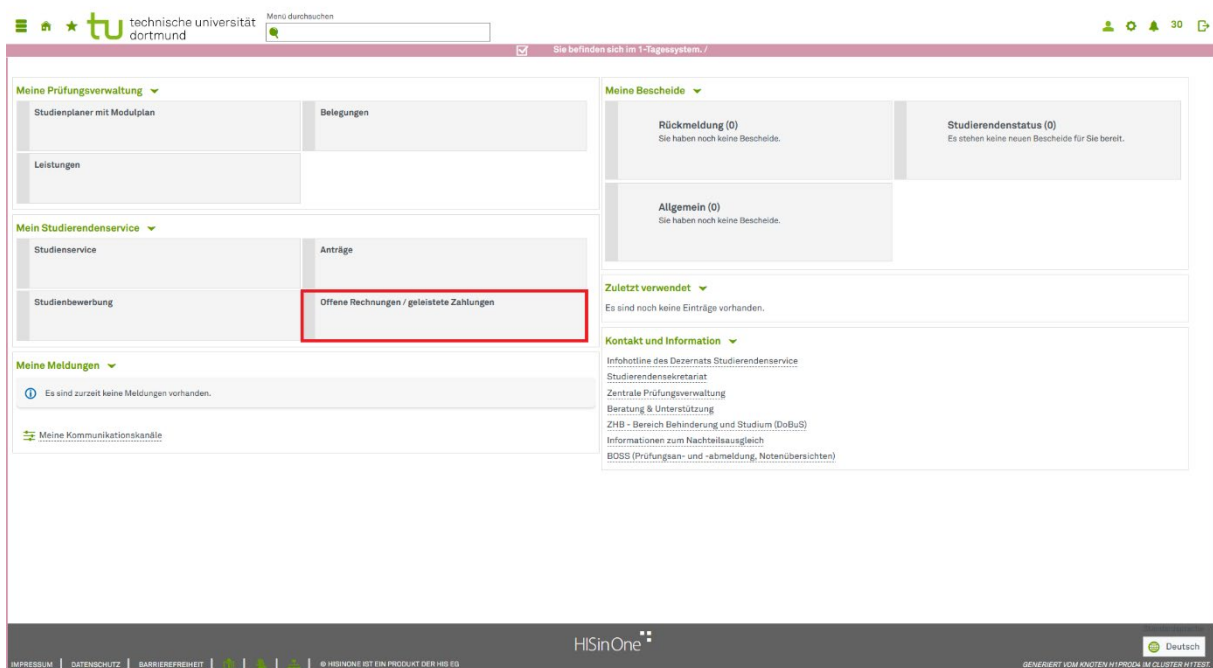 technische universität
dortmund
Menü durchsuchen
30
Sie befinden sich im 1-Tagessystem. /
Meine Prüfungsverwaltung
Studienplaner mit Modulplan
Belegungen
Leistungen
Mein Studierendenservice
Studienservice
Anträge
Studienbewerbung
Offene Rechnungen / geleistete Zahlungen
Meine Meldungen
Es sind zurzeit keine Meldungen vorhanden.
Meine Kommunikationskanäle
Meine Bescheide
Rückmeldung (0)
Sie haben noch keine Bescheide.
Studierendenstatus (0)
Es stehen keine neuen Bescheide für Sie bereit.
Allgemein (0)
Sie haben noch keine Bescheide.
Zuletzt verwendet
Es sind noch keine Einträge vorhanden.
Kontakt und Information
Infohotline des Dezernats Studierendenservice
Studierendensekretariat
Zentrale Prüfungsverwaltung
Beratung & Unterstützung
ZHB - Bereich Behinderung und Studium (DoBuS)
Informationen zum Nachteilsausgleich
BOSS (Prüfungsan- und -abmeldung, Notenübersichten)
HISinOne
Deutsch
IMPRESSUM | DATENSCHUTZ | BARRIEREFREIHEIT | | | | © HISINONE IST EIN PRODUKT DER HIS EG
GENERIERT VOM KNOTEN H1PROD4 IM CLUSTER H1TEST.